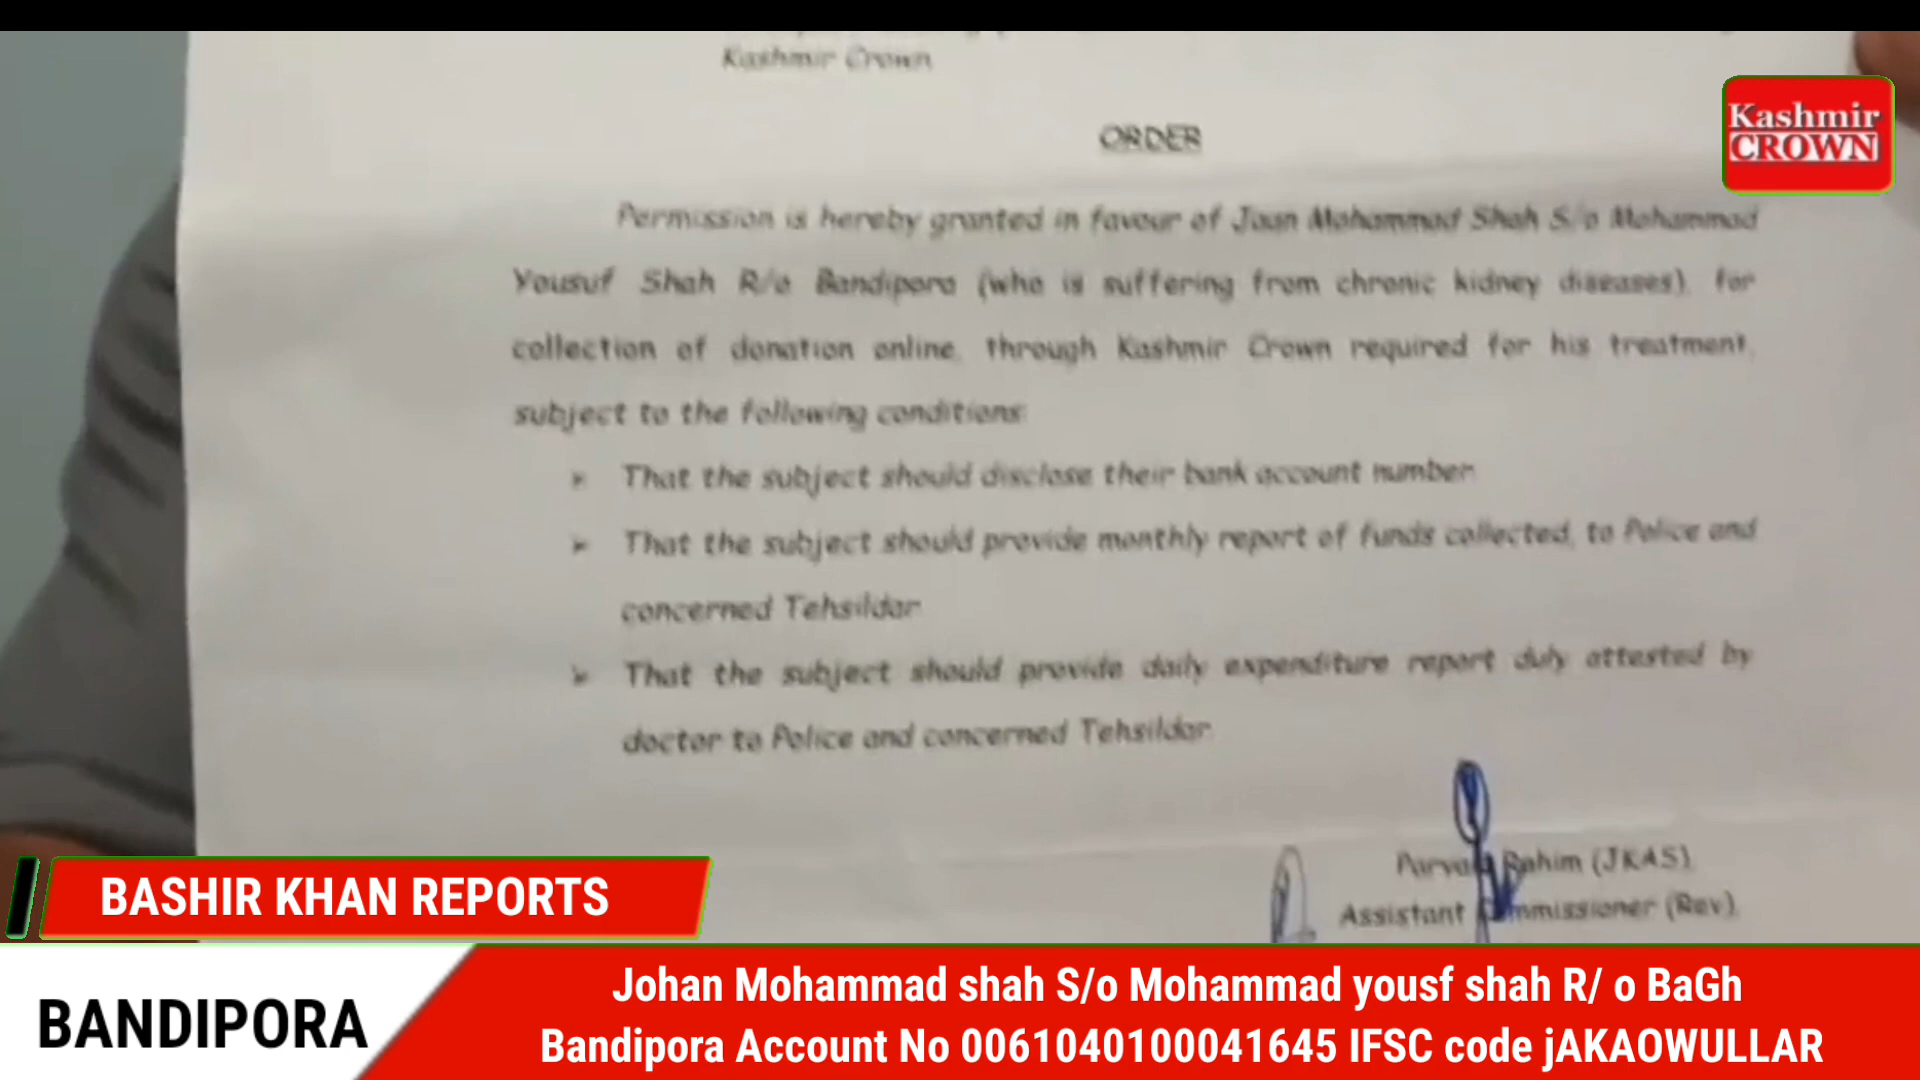 Kashmir Crown
Kashmir
CROWN
ORDER
Permission is hereby granted in favour of Jaan Mohammad Shah S/o Mohammad
Yousuf Shah R/o Bandipora (who is suffering from chronic kidney diseases), for
collection of donation online, through Kashmir Crown required for his treatment,
subject to the following conditions:
➢ That the subject should disclose their bank account number.
➢ That the subject should provide monthly report of funds collected, to Police and
concerned Tehsildar.
➢ That the subject should provide daily expenditure report duly attested by
doctor to Police and concerned Tehsildar.
Rahim (JKAS)
Assistant Commissioner (Rev)
BASHIR KHAN REPORTS
BANDIPORA
Johan Mohammad shah S/o Mohammad yousf shah R/ o BaGh
Bandipora Account No 0061040100041645 IFSC code jAKAOWULLAR